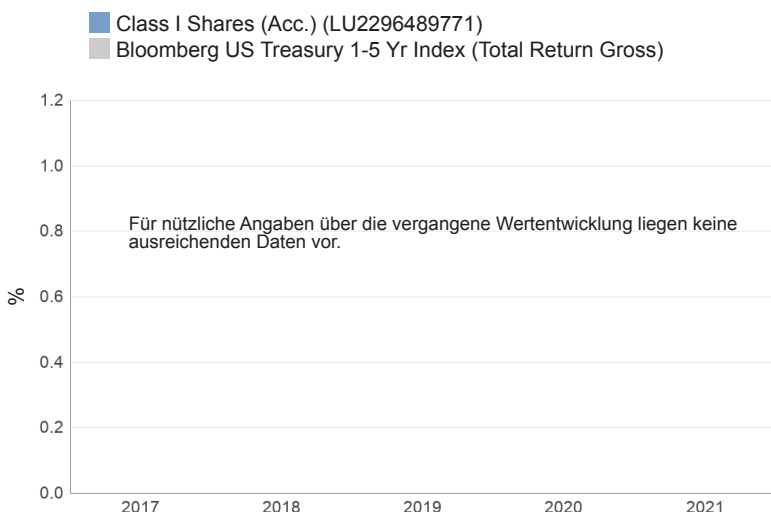 Class I Shares (Acc.) (LU2296489771)
Bloomberg US Treasury 1-5 Yr Index (Total Return Gross)
1.2
1.0
Für nützliche Angaben über die vergangene Wertentwicklung liegen keine
0.8
ausreichenden Daten vor.
%
0.6
0.4
0.2
0.0
2017 2018 2019 2020 2021